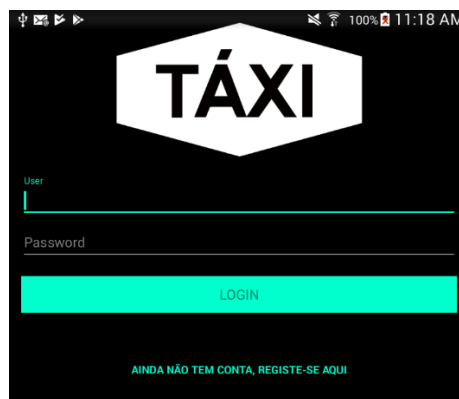 100% 11:18 AM
TÁXI
User
Password
LOGIN
AINDA NÃO TEM CONTA, REGISTE-SE AQUI